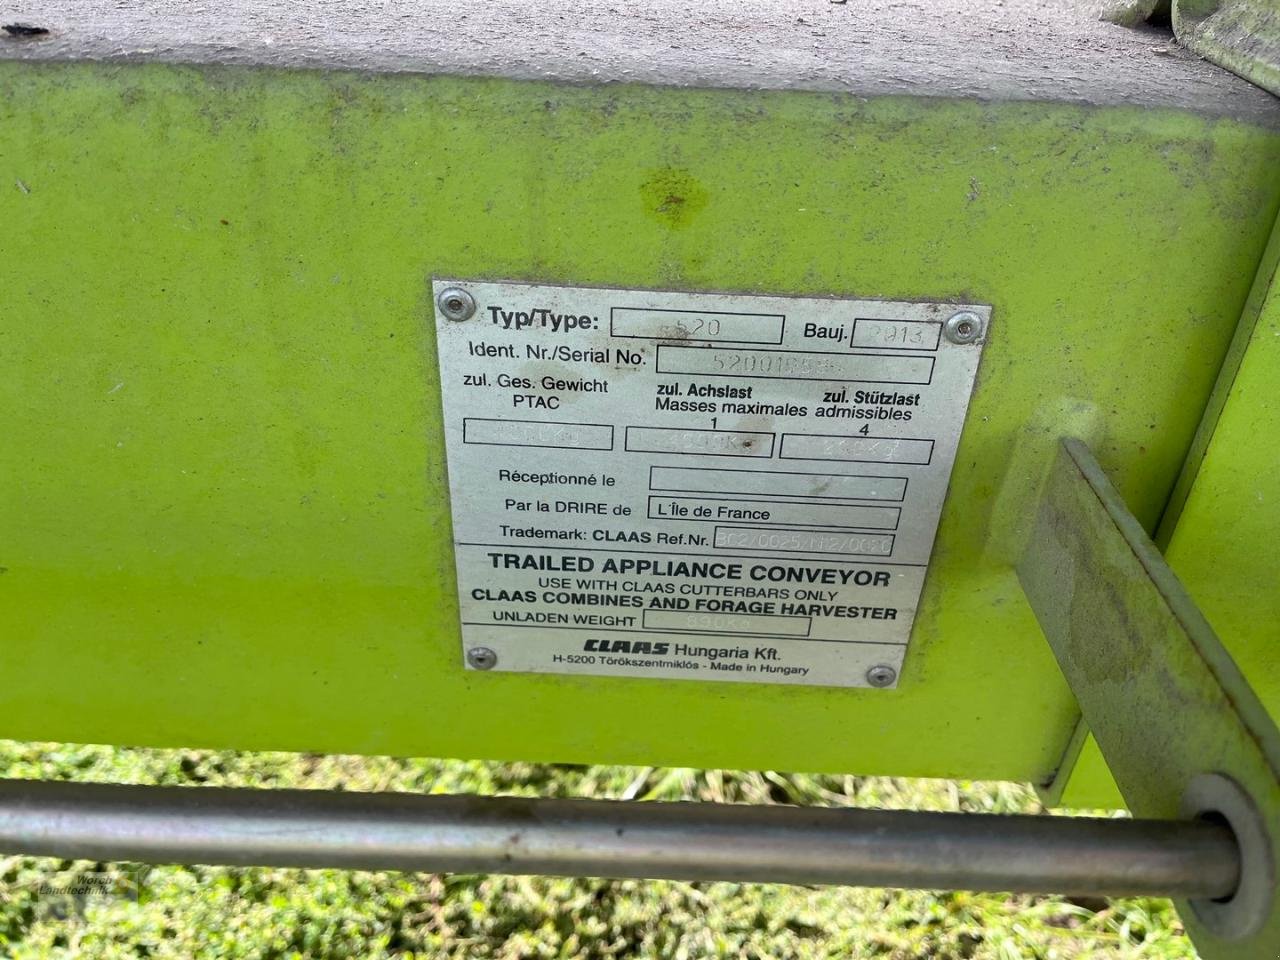 Typ/Type: 520 Bauj. 2013
Ident. Nr./Serial No.
zul. Ges. Gewicht zul. Achslast zul. Stützlast
PTAC Masses maximales admissibles
1 4
Réceptionné le
Par la DRIRE de L´Île de France
Trademark: CLAAS Ref.Nr.
TRAILED APPLIANCE CONVEYOR
USE WITH CLAAS CUTTERBARS ONLY
CLAAS COMBINES AND FORAGE HARVESTER
UNLADEN WEIGHT
CLAAS Hungaria Kft.
H-5200 Törökszentmiklós - Made in Hungary
Worch
Landtechnik